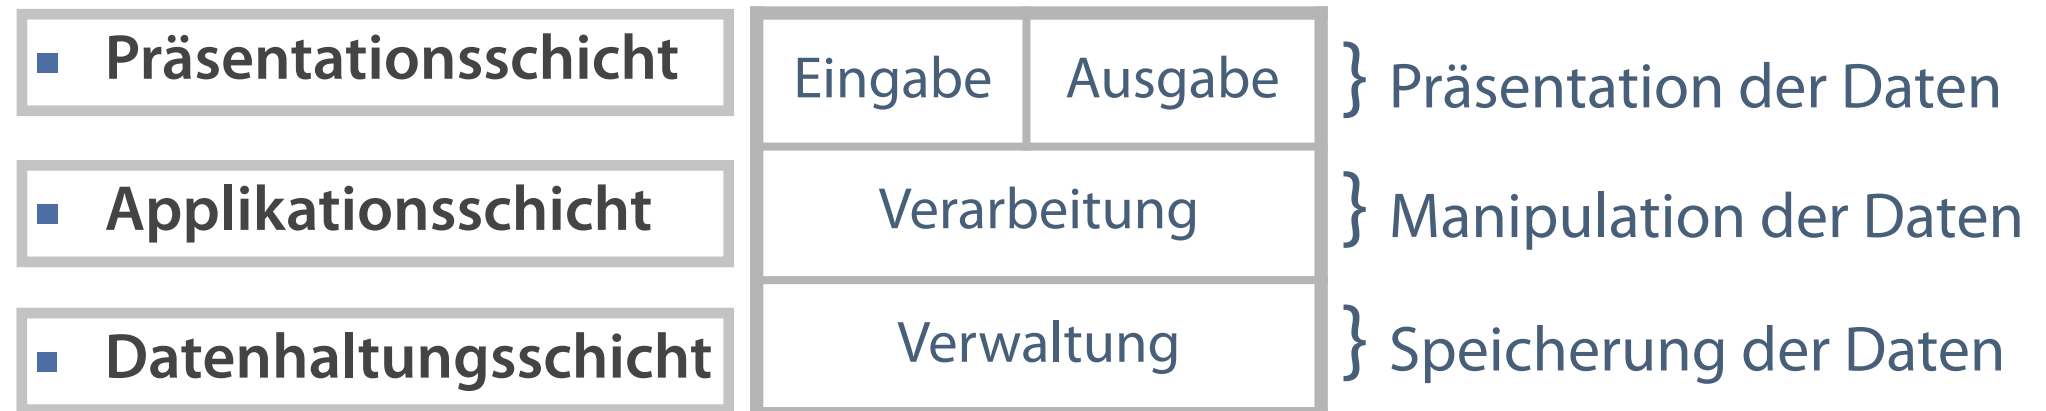 ▪ Präsentationsschicht
Eingabe Ausgabe } Präsentation der Daten
▪ Applikationsschicht
Verarbeitung } Manipulation der Daten
▪ Datenhaltungsschicht
Verwaltung } Speicherung der Daten